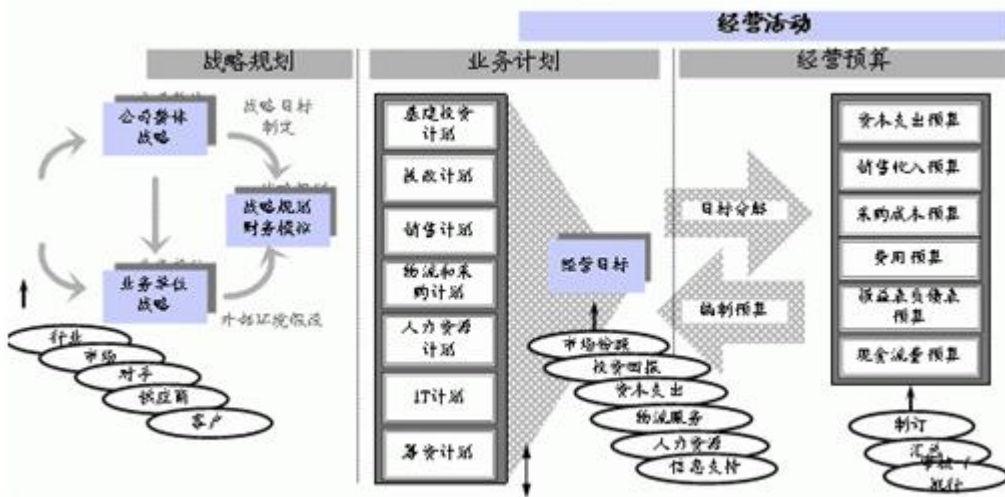 经营活动
战略规划
业务计划
经营预算
公司整体
战略
战略目标
制定
战略规划
财务模拟
业务单位
战略
外部环境假设
行业
市场
对手
供应商
客户
基建投资
计划
技改计划
销售计划
物流和采
购计划
人力资源
计划
IT计划
筹资计划
经营目标
市场份额
投资回报
资本支出
物流服务
人力资源
信息支持
目标分解
编制预算
资本支出预算
销售收入预算
采购成本预算
费用预算
损益表负债表
预算
现金流量预算
制订
汇总
审核/
执行